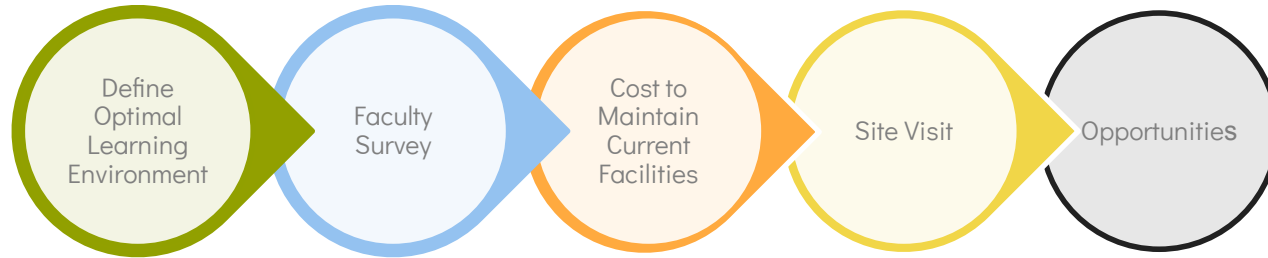 Define
Optimal
Learning
Environment
Faculty
Survey
Cost to
Maintain
Current
Facilities
Site Visit
Opportunities